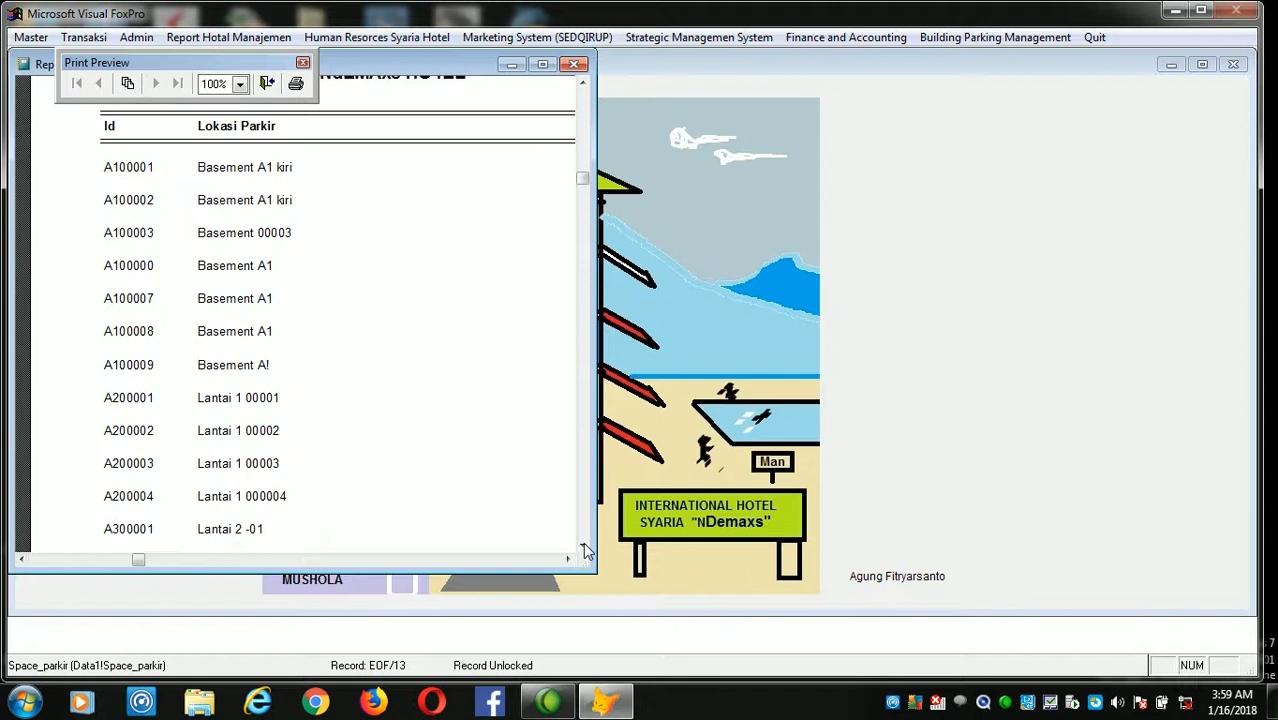 Microsoft Visual FoxPro
Master Transaksi Admin Report Hotal Manajemen Human Resorces Syaria Hotel Marketing System (SEDQIRUP) Strategic Managemen System Finance and Accounting Building Parking Management Quit
Rep
Print Preview
100%
HOTEL
Id Lokasi Parkir
A100001 Basement A1 kiri
A100002 Basement A1 kiri
A100003 Basement 00003
A100000 Basement A1
A100007 Basement A1
A100008 Basement A1
A100009 Basement A!
A200001 Lantai 1 00001
A200002 Lantai 1 00002
A200003 Lantai 1 00003
A200004 Lantai 1 000004
A300001 Lantai 2 -01
Man
INTERNATIONAL HOTEL
SYARIA "NDemaxs"
MUSHOLA
Agung Fitryarsanto
Space_parkir (Data1!Space_parkir) Record: EOF/13 Record Unlocked NUM
3:59 AM
1/16/2018